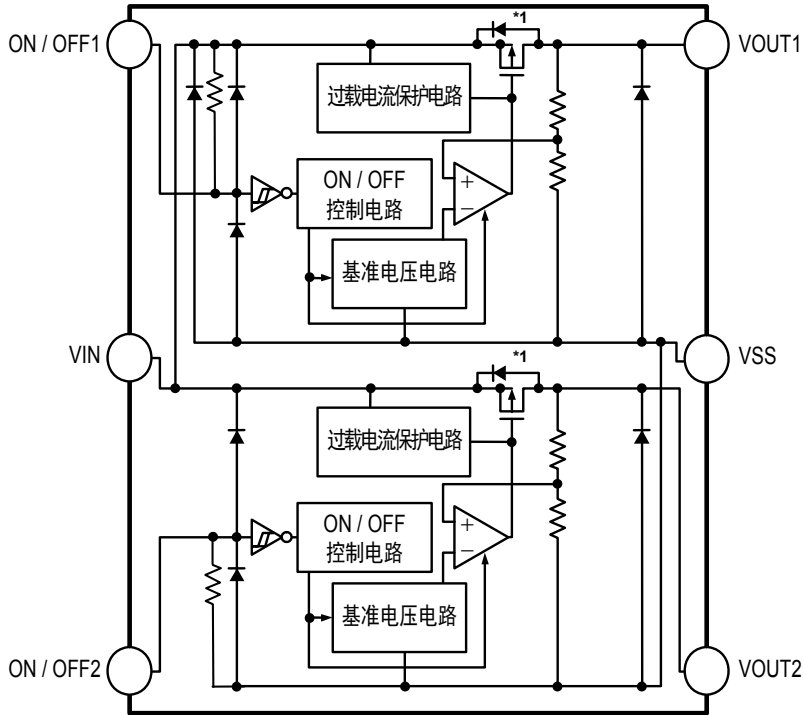 *1
ON / OFF1
VOUT1
过载电流保护电路
ON / OFF
控制电路
+
−
基准电压电路
VIN
VSS
*1
过载电流保护电路
ON / OFF
控制电路
+
−
基准电压电路
ON / OFF2
VOUT2